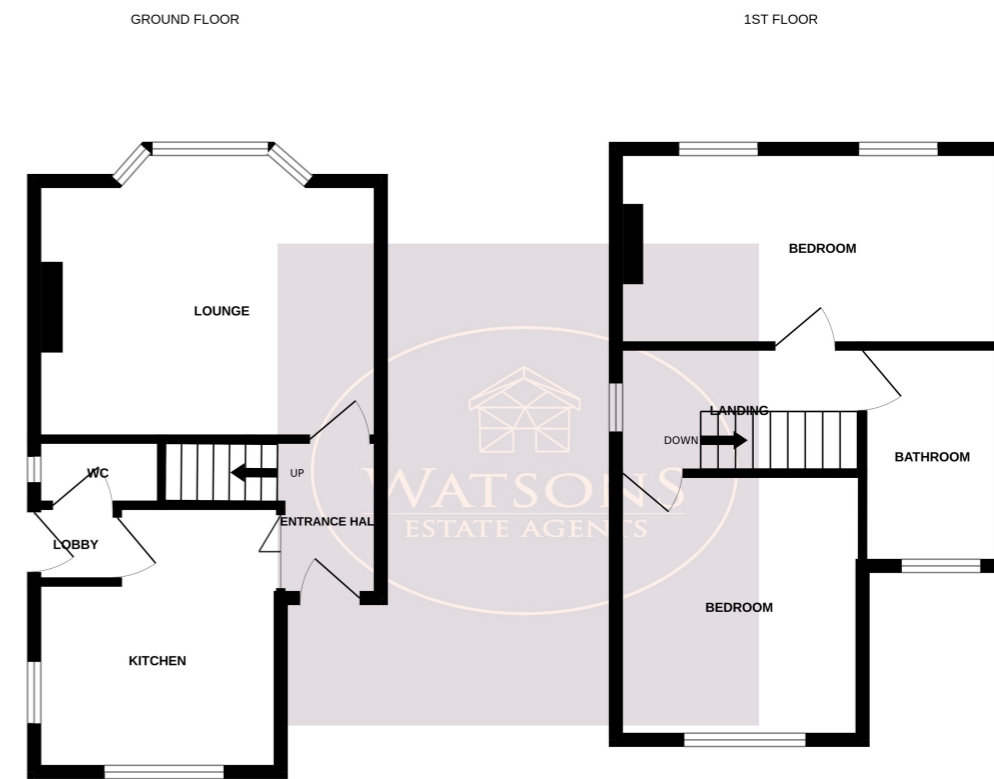 GROUND FLOOR
1ST FLOOR
BEDROOM
LOUNGE
LANDING
DOWN
BATHROOM
WC
UP
WATSONS
ENTRANCE HAL
ESTATE AGENTS
LOBBY
BEDROOM
KITCHEN